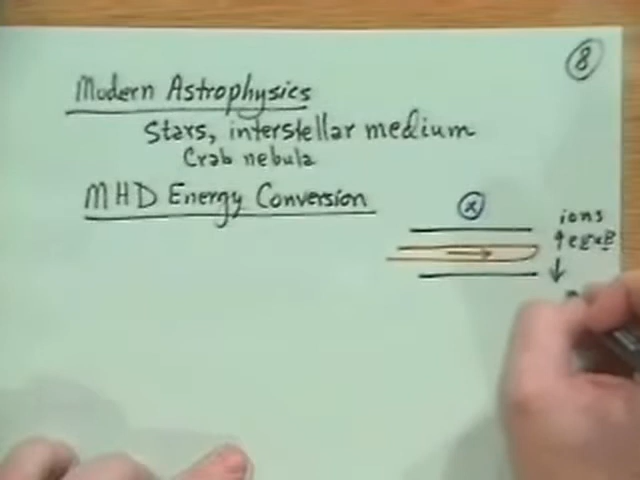 8
Modern Astrophysics
Stars, interstellar medium
Crab nebula
MHD Energy Conversion
x
ions